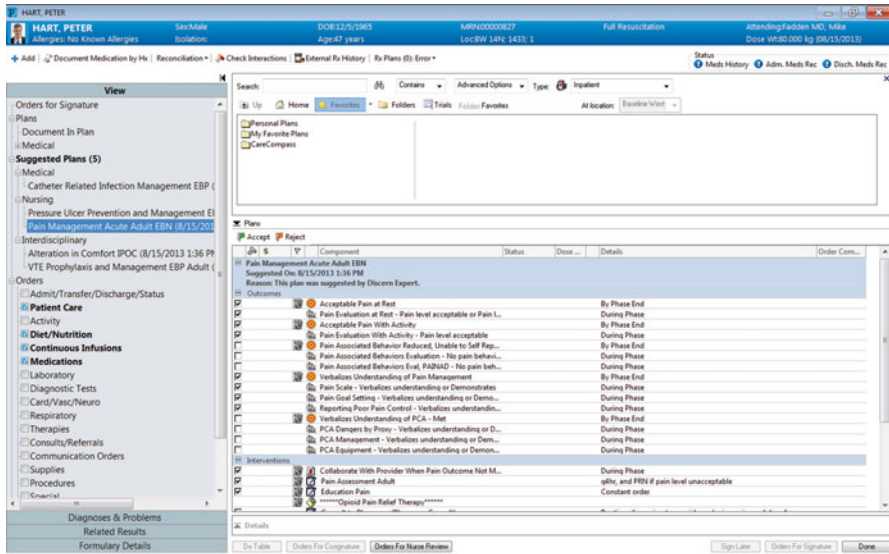 HART, PETER
HART, PETER Sex:Male DOB:12/5/1965 MRN:00000827 Full Resuscitation Attending:Fadden MD, Mike
Allergies: No Known Allergies Isolation: Age:47 years Loc:BW 14N; 1433; 1 Dose Wt:80.000 kg (08/15/2013)
+ Add | Document Medication by Hx | Reconciliation | Check Interactions | External Rx History | Rx Plans (0): Error
Status
Meds History Adm. Meds Rec Disch. Meds Rec
View
Orders for Signature
Plans
Document In Plan
Medical
Suggested Plans (5)
Medical
Catheter Related Infection Management EBP (
Nursing
Pressure Ulcer Prevention and Management E
Pain Management Acute Adult EBN (8/15/201
Interdisciplinary
Alteration in Comfort IPOC (8/15/2013 1:36 PM
VTE Prophylaxis and Management EBP Adult (
Orders
Admit/Transfer/Discharge/Status
Patient Care
Activity
Diet/Nutrition
Continuous Infusions
Medications
Laboratory
Diagnostic Tests
Card/Vasc/Neuro
Respiratory
Therapies
Consults/Referrals
Communication Orders
Supplies
Procedures
Special
Diagnoses & Problems
Related Results
Formulary Details
Search: Contains Advanced Options Type: Inpatient
Up Home Favorites Folders Trials Folder: Favorites At location: Baseline West
Personal Plans
My Favorite Plans
CareCompass
Plans
Accept Reject
$ Component Status Dose ... Details Order Com...
Pain Management Acute Adult EBN
Suggested On: 8/15/2013 1:36 PM
Reason: This plan was suggested by Discern Expert.
Outcomes
Acceptable Pain at Rest By Phase End
Pain Evaluation at Rest - Pain level acceptable or Pain l... During Phase
Acceptable Pain With Activity By Phase End
Pain Evaluation With Activity - Pain level acceptable During Phase
Pain Associated Behavior Reduced, Unable to Self Rep... By Phase End
Pain Associated Behaviors Evaluation - No pain behavi... During Phase
Pain Associated Behaviors Eval, PAINAD - No pain beh... During Phase
Verbalizes Understanding of Pain Management By Phase End
Pain Scale - Verbalizes understanding or Demonstrates During Phase
Pain Goal Setting - Verbalizes understanding or Demo... During Phase
Reporting Poor Pain Control - Verbalizes understandin... During Phase
Verbalizes Understanding of PCA - Met By Phase End
PCA Dangers by Proxy - Verbalizes understanding or D... During Phase
PCA Management - Verbalizes understanding or Dem... During Phase
PCA Equipment - Verbalizes understanding or Demon... During Phase
Interventions
Collaborate With Provider When Pain Outcome Not M... During Phase
Pain Assessment Adult q4hr, and PRN if pain level unacceptable
Education Pain Constant order
******Opioid Pain Relief Therapy******
Details
Dx Table Orders For Cosignature Orders For Nurse Review Sign Later Orders For Signature Done